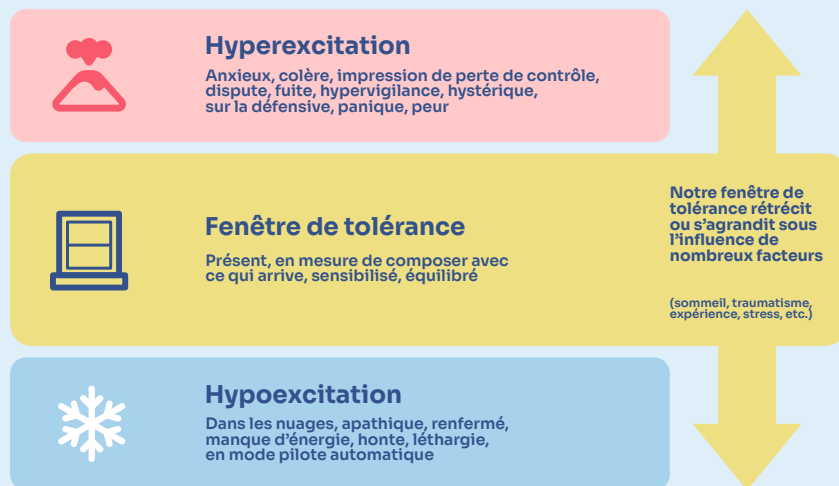 Hyperexcitation
Anxieux, colère, impression de perte de contrôle,
dispute, fuite, hypervigilance, hystérique,
sur la défensive, panique, peur
Fenêtre de tolérance
Présent, en mesure de composer avec
ce qui arrive, sensibilisé, équilibré
Notre fenêtre de
tolérance rétrécit
ou s’agrandit sous
l’influence de
nombreux facteurs
(sommeil, traumatisme,
expérience, stress, etc.)
Hypoexcitation
Dans les nuages, apathique, renfermé,
manque d’énergie, honte, léthargie,
en mode pilote automatique